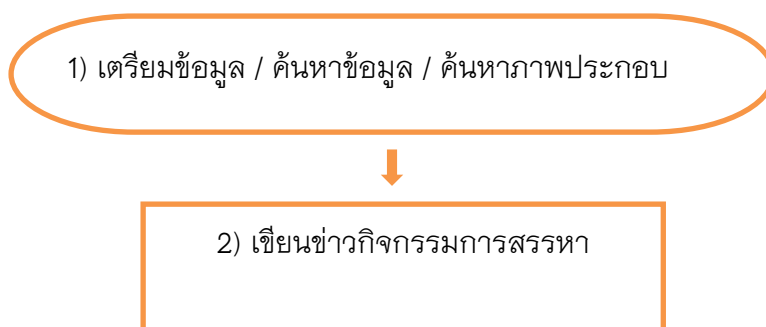 1) เตรียมข้อมูล / ค้นหาข้อมูล / ค้นหาภาพประกอบ
2) เขียนข่าวกิจกรรมการสรรหา